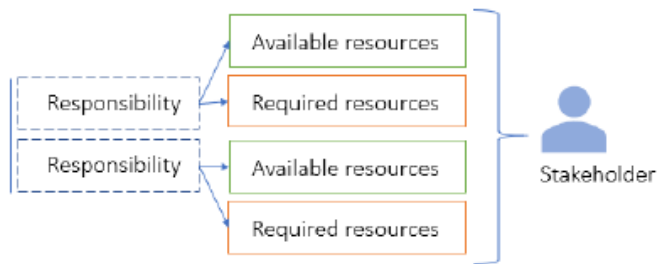 Available resources
Responsibility
Required resources
Responsibility
Available resources
Stakeholder
Required resources